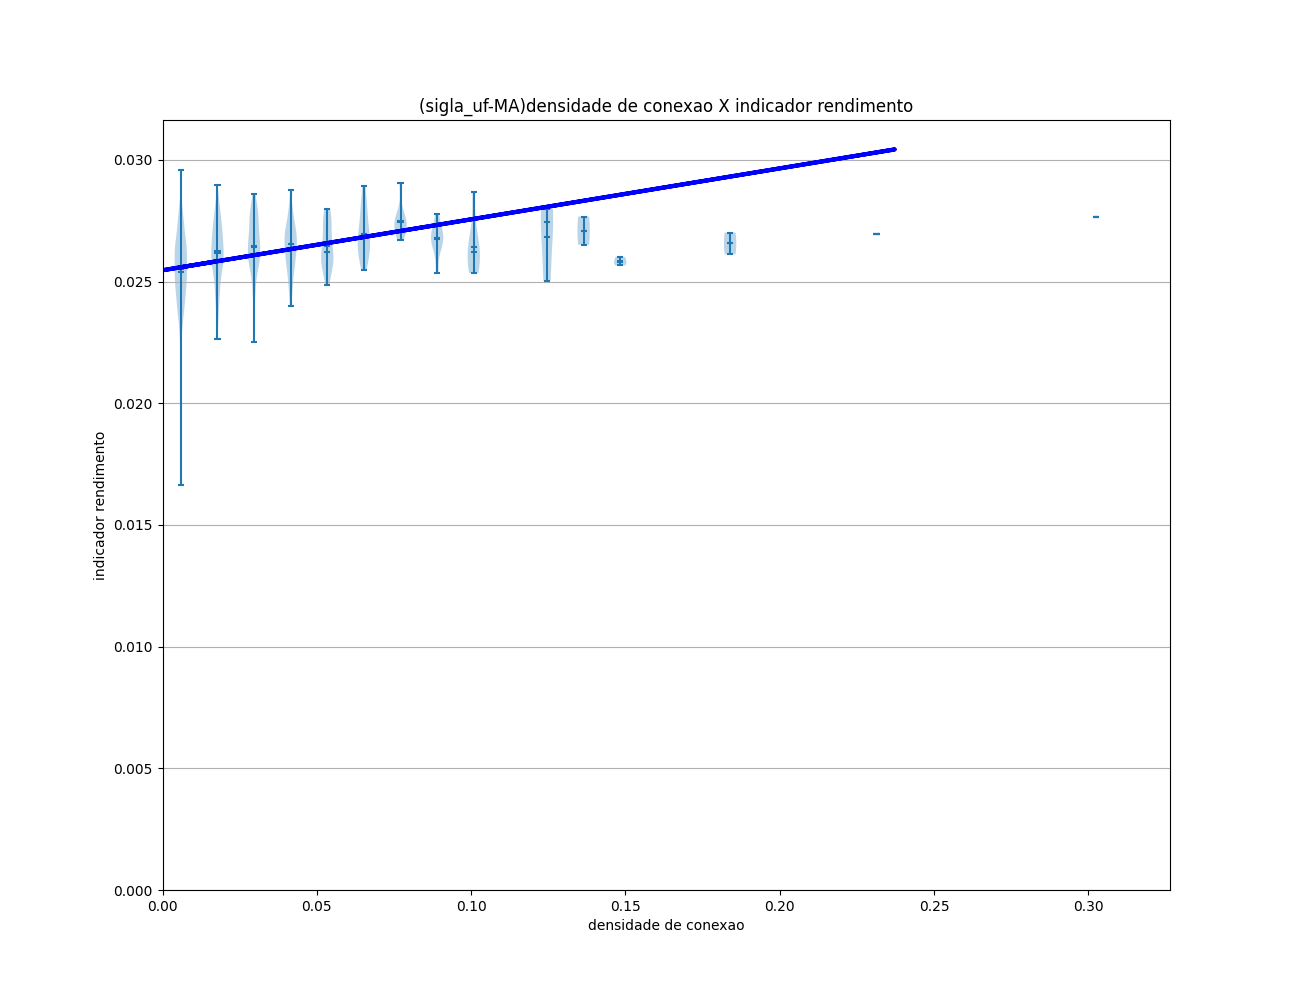 (sigla_uf-MA)densidade de conexao X indicador rendimento
0.030
0.025
0.020
0.015
0.010
0.005
0.000
indicador rendimento
0.00 0.05 0.10 0.15 0.20 0.25 0.30
densidade de conexao